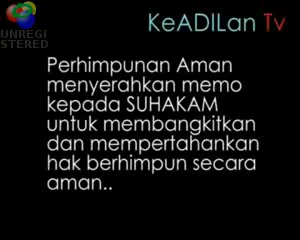 KeADILan Tv
UNREGI
STERED
Perhimpunan Aman
menyerahkan memo
kepada SUHAKAM
untuk membangkitkan
dan mempertahankan
hak berhimpun secara
aman..